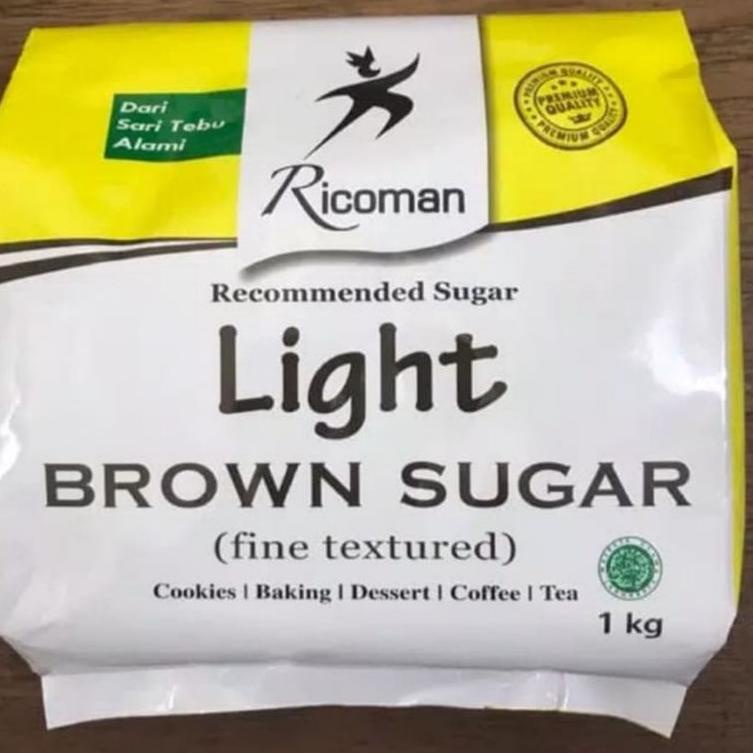 Dari
Sari Tebu
Alami
Ricoman
PREMIUM QUALITY
PREMIUM
QUALITY
PREMIUM QUALITY
Recommended Sugar
Light
BROWN SUGAR
(fine textured)
Cookies | Baking | Dessert | Coffee | Tea
1 kg